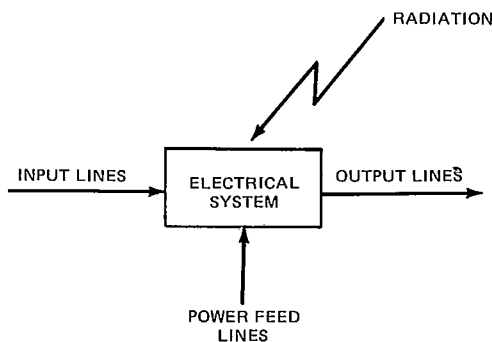 RADIATION
INPUT LINES
ELECTRICAL
SYSTEM
OUTPUT LINES
POWER FEED
LINES